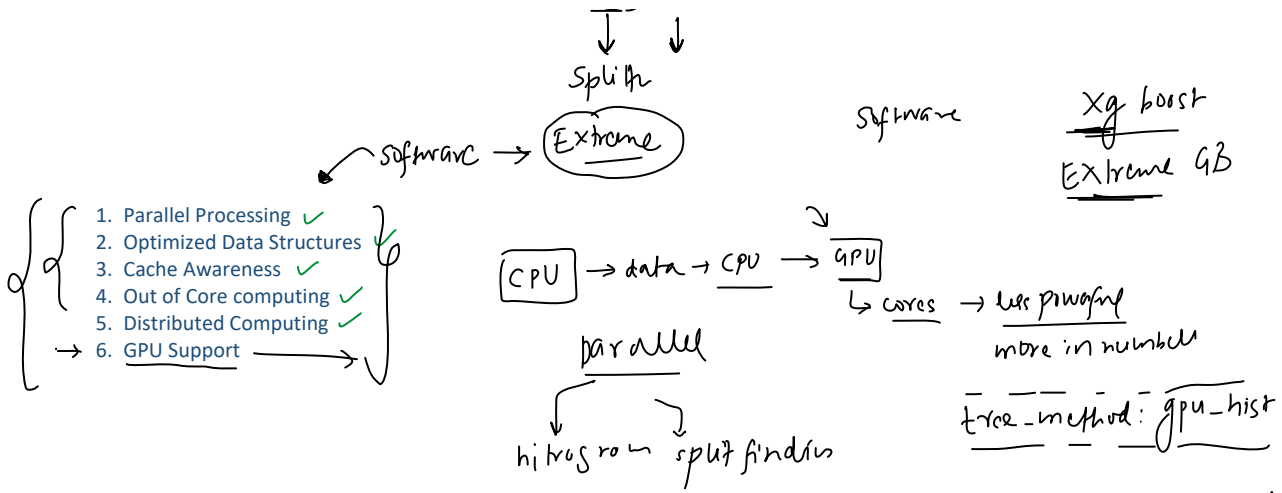 Split
Software → Extreme
Software
Xg boost
Extreme GB
1. Parallel Processing ✓
2. Optimized Data Structures ✓
3. Cache Awareness ✓
4. Out of Core computing ✓
5. Distributed Computing ✓
→ 6. GPU Support
CPU → data → CPU → GPU
↳ cores → less powerful
more in number
parallel
histogram split finding
tree_method: gpu_hist